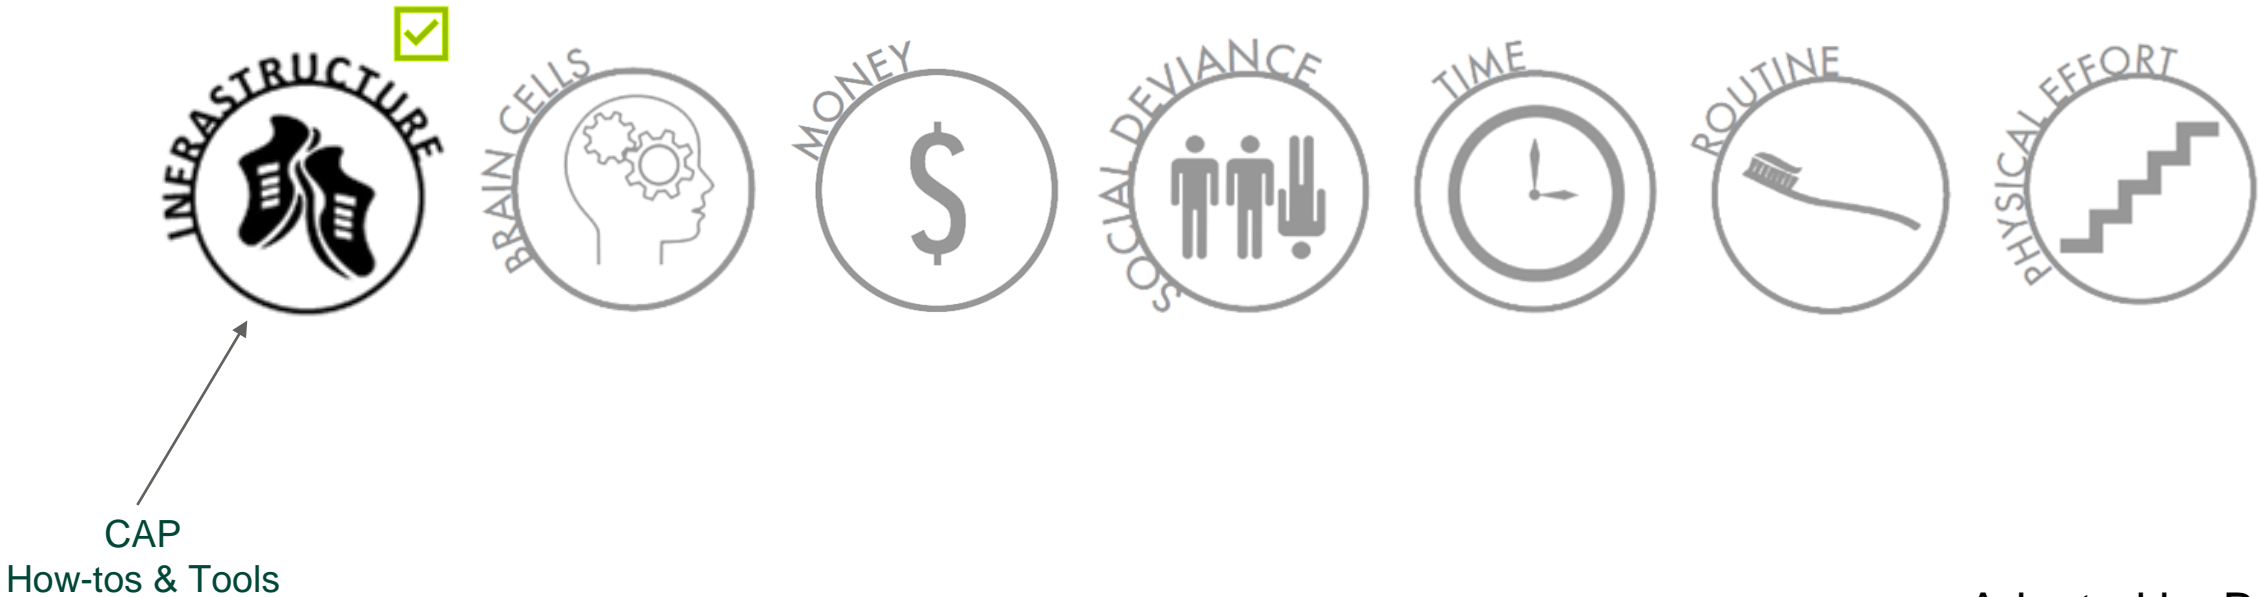 INFRASTRUCTURE
BRAIN CELLS
MONEY
SOCIAL DEVIANCE
TIME
ROUTINE
PHYSICAL EFFORT
$
CAP
How-tos & Tools